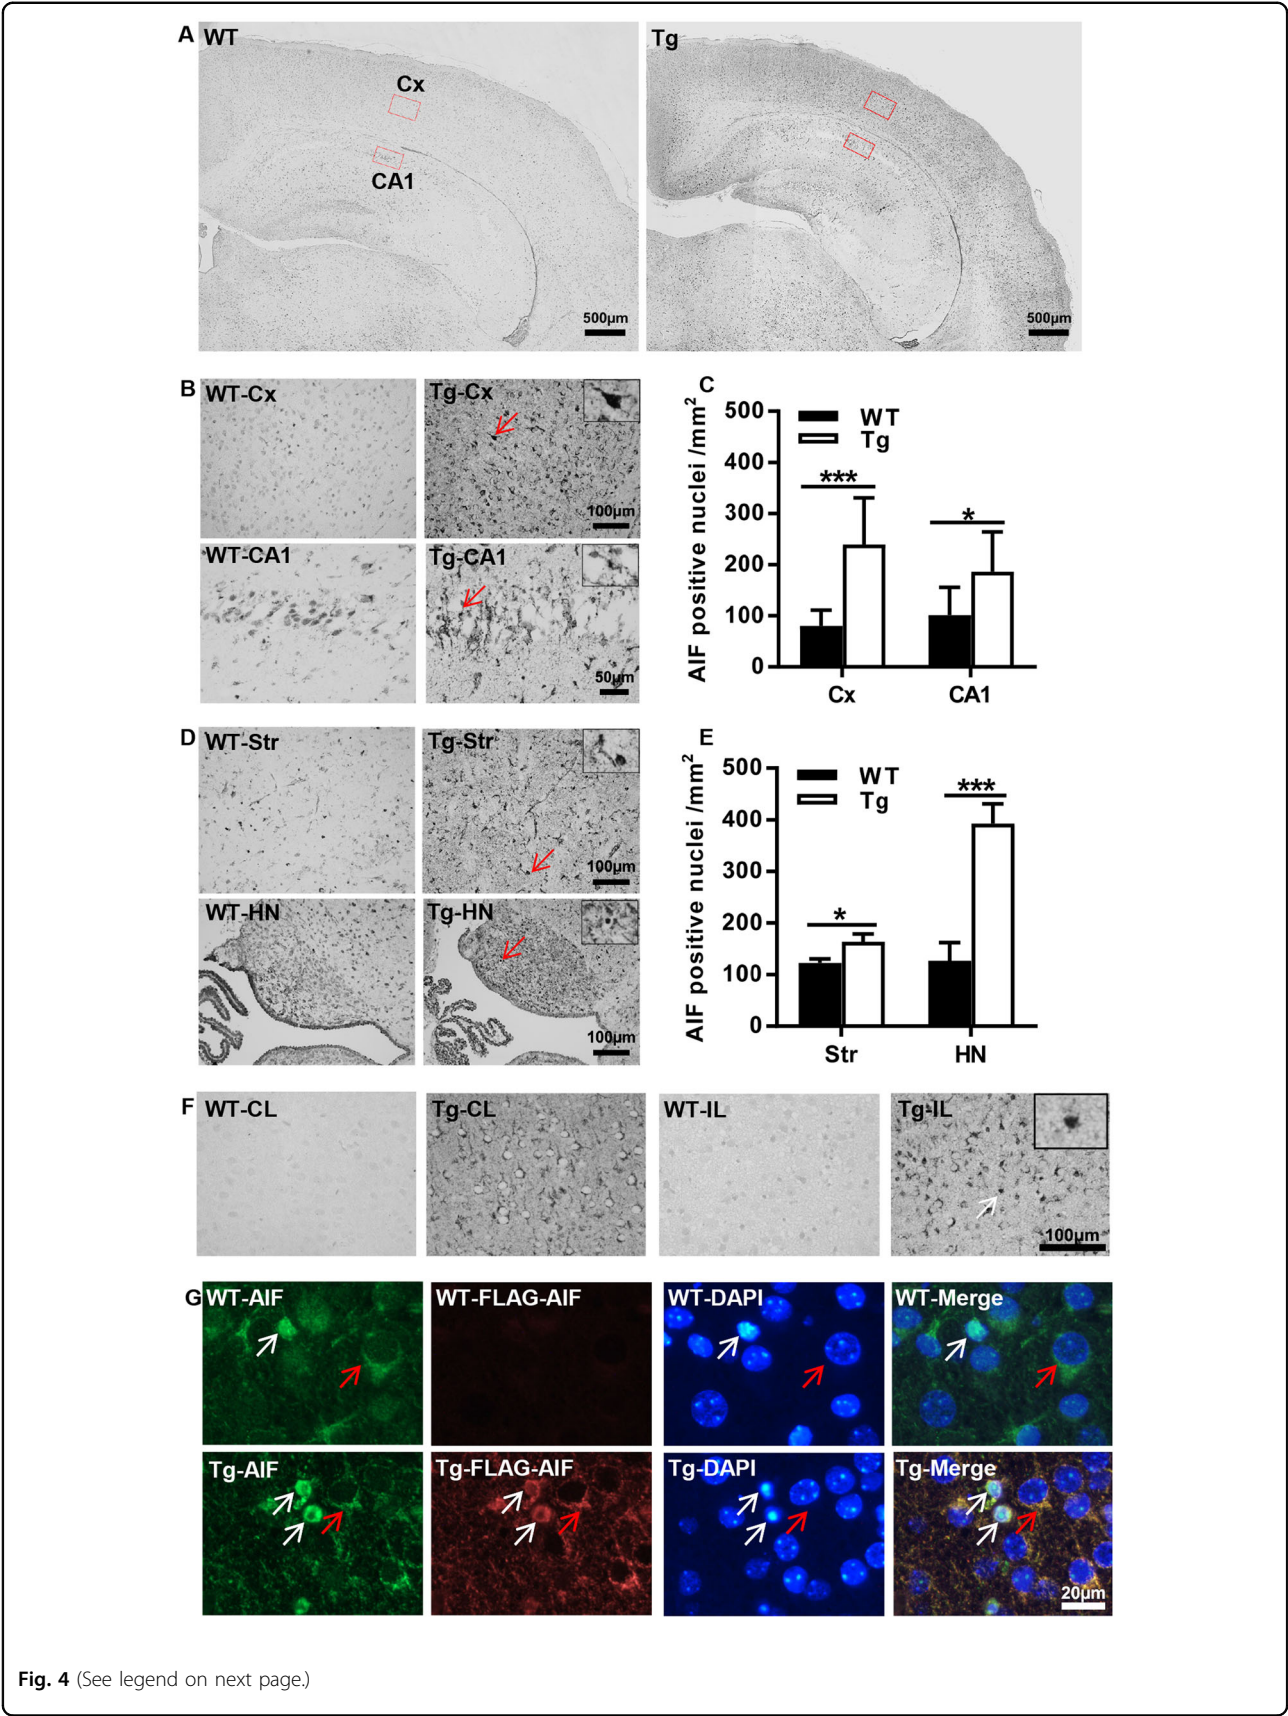 A WT
Tg
Cx
CA1
500µm
500µm
B WT-Cx
Tg-Cx
100µm
WT-CA1
Tg-CA1
50µm
C
AIF positive nuclei /mm²
500
400
300
200
100
0
WT
Tg
***
*
Cx CA1
D WT-Str
Tg-Str
100µm
WT-HN
Tg-HN
100µm
E
AIF positive nuclei /mm²
500
400
300
200
100
0
WT
Tg
*
***
Str HN
F WT-CL
Tg-CL
WT-IL
Tg-IL
100µm
G WT-AIF
WT-FLAG-AIF
WT-DAPI
WT-Merge
Tg-AIF
Tg-FLAG-AIF
Tg-DAPI
Tg-Merge
20µm
Fig. 4 (See legend on next page.)